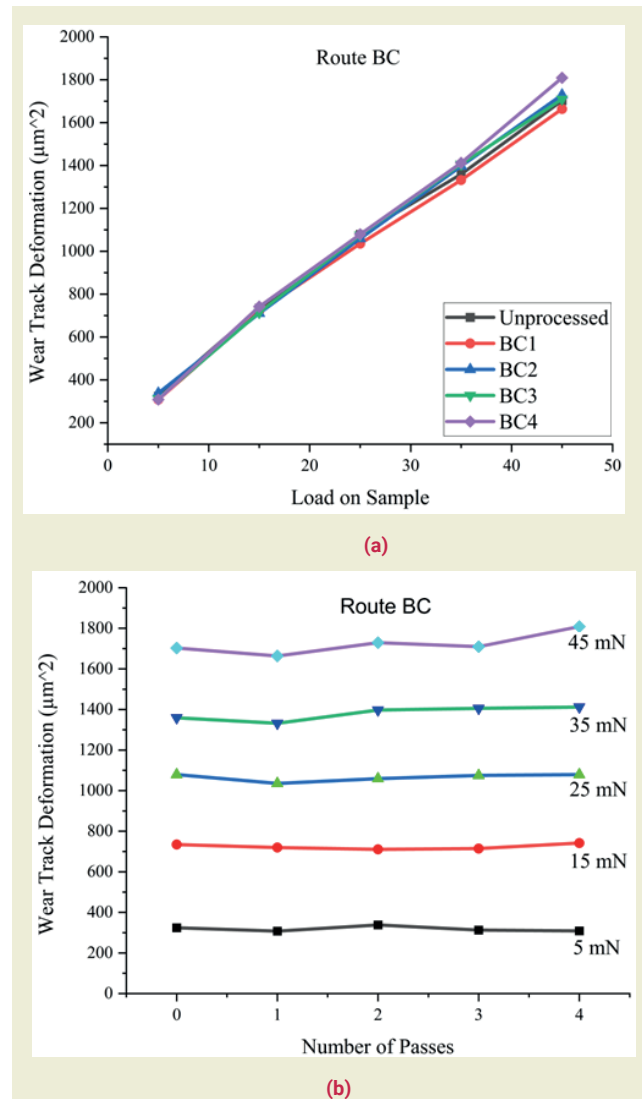 2000
1800
1600
1400
1200
1000
800
600
400
200
Wear Track Deformation (µm^2)
Route BC
Unprocessed
BC1
BC2
BC3
BC4
0 10 20 30 40 50
Load on Sample
(a)
2000
1800
1600
1400
1200
1000
800
600
400
200
0
Wear Track Deformation (µm^2)
Route BC
45 mN
35 mN
25 mN
15 mN
5 mN
0 1 2 3 4
Number of Passes
(b)